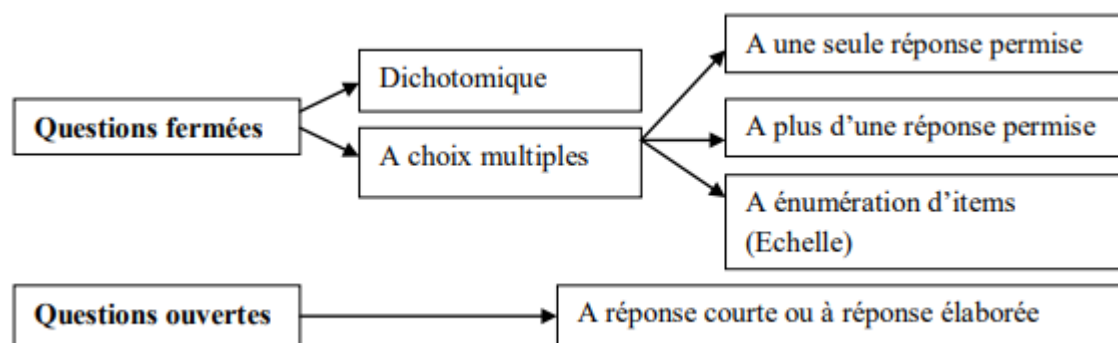 A une seule réponse permise
Dichotomique
Questions fermées
A plus d'une réponse permise
A choix multiples
A énumération d'items
(Echelle)
Questions ouvertes
A réponse courte ou à réponse élaborée